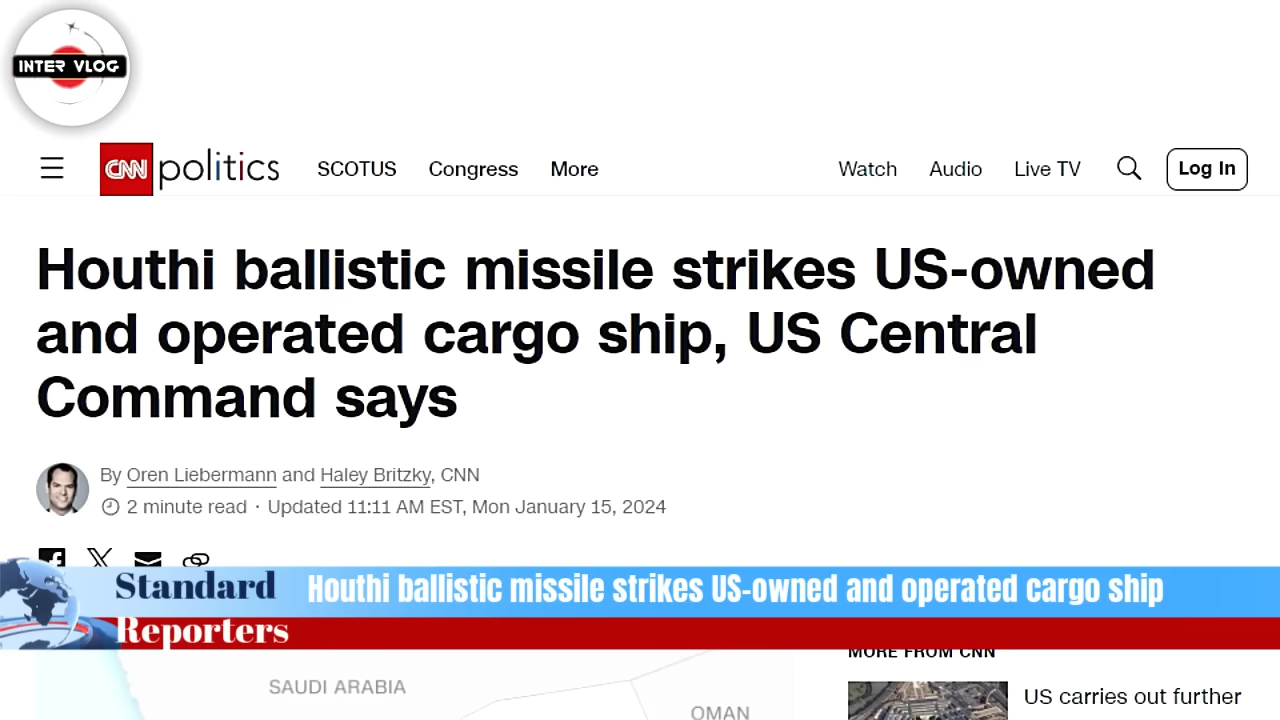 INTER VLOG
CNN politics SCOTUS Congress More Watch Audio Live TV Log In
Houthi ballistic missile strikes US-owned
and operated cargo ship, US Central
Command says
By Oren Liebermann and Haley Britzky, CNN
2 minute read · Updated 11:11 AM EST, Mon January 15, 2024
Standard
Reporters
Houthi ballistic missile strikes US-owned and operated cargo ship
MORE FROM CNN
SAUDI ARABIA
OMAN
US carries out further